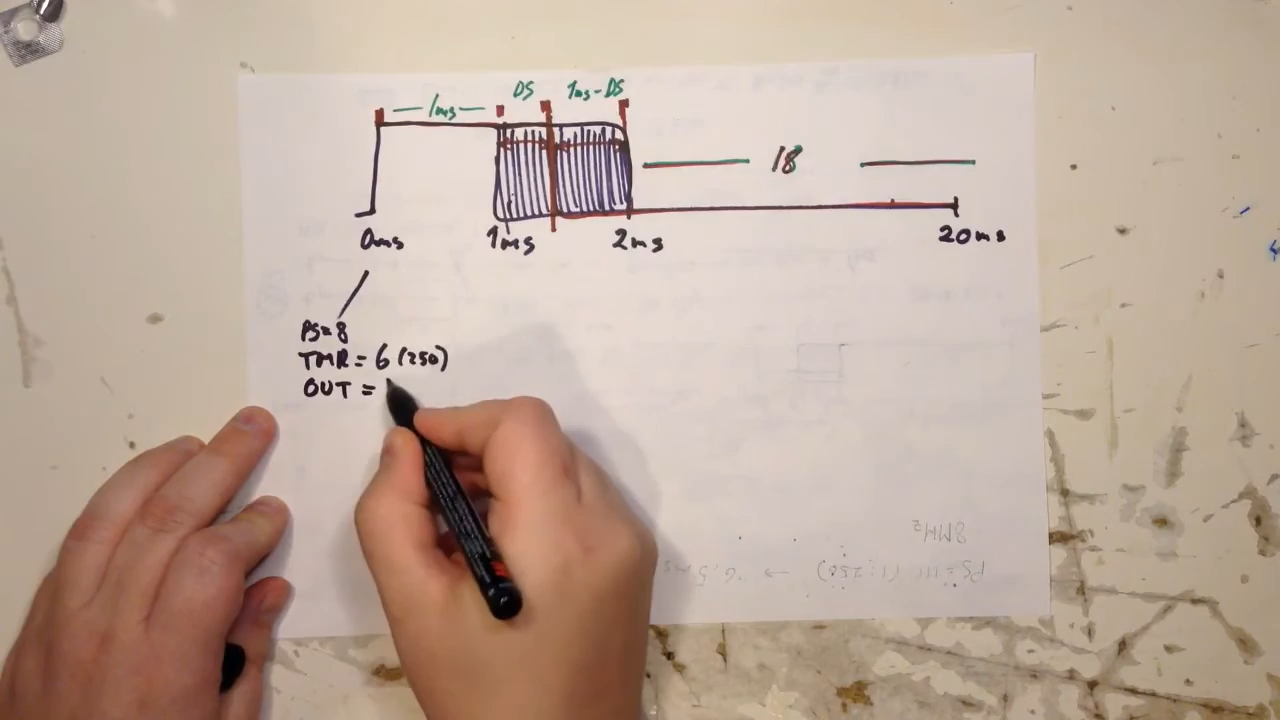 DS 1ms-DS
1ms
18
0ms 1ms 2ms 20ms
PS=8
TMR = 6 (250)
OUT =
8MHz